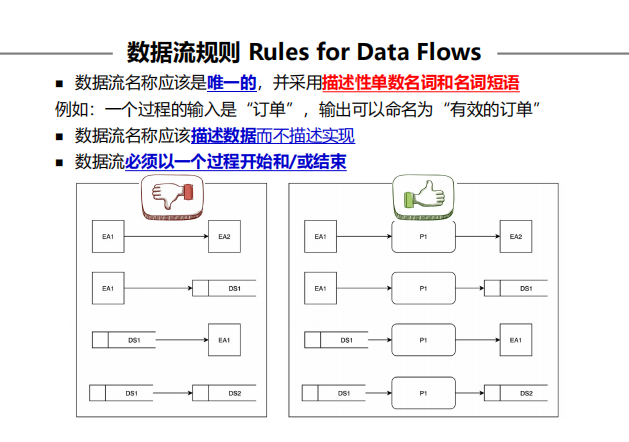 数据流规则 Rules for Data Flows
▪ 数据流名称应该是唯一的，并采用描述性单数名词和名词短语
例如：一个过程的输入是“订单”，输出可以命名为“有效的订单”
▪ 数据流名称应该描述数据而不描述实现
▪ 数据流必须以一个过程开始和/或结束
EA1 EA2
EA1 DS1
DS1 EA1
DS1 DS2
EA1 P1 EA2
EA1 P1 DS1
DS1 P1 EA1
DS1 P1 DS2